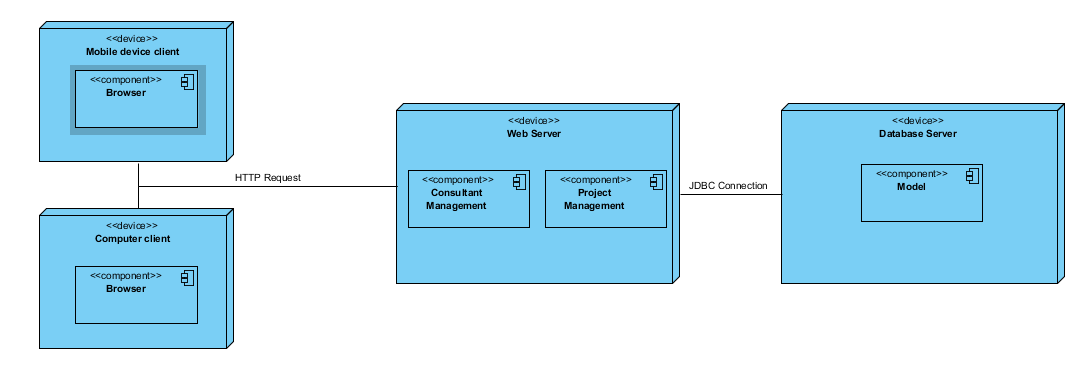 <<device>>
Mobile device client
<<component>>
Browser
HTTP Request
<<device>>
Computer client
<<component>>
Browser
<<device>>
Web Server
<<component>>
Consultant
Management
<<component>>
Project
Management
JDBC Connection
<<device>>
Database Server
<<component>>
Model